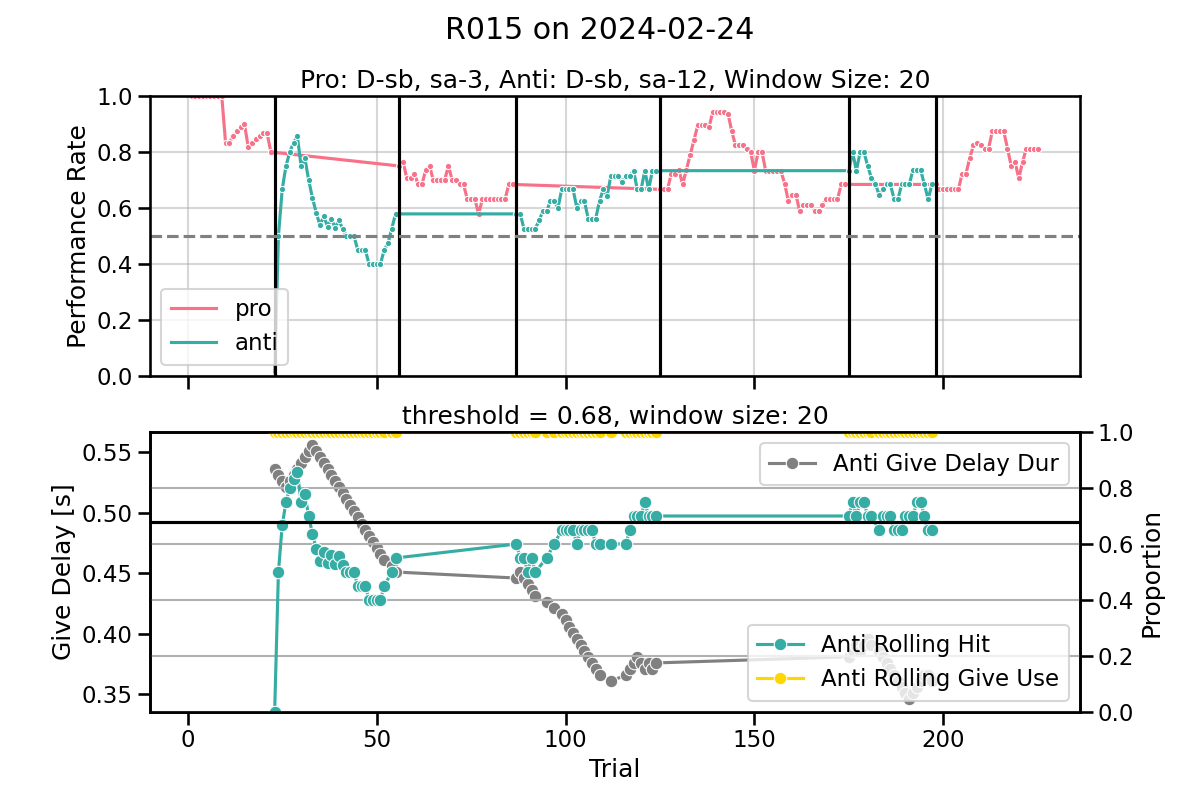 R015 on 2024-02-24
Pro: D-sb, sa-3, Anti: D-sb, sa-12, Window Size: 20
Performance Rate
1.0
0.8
0.6
0.4
0.2
0.0
pro
anti
threshold = 0.68, window size: 20
Give Delay [s]
0.55
0.50
0.45
0.40
0.35
Anti Give Delay Dur
1.0
0.8
0.6
0.4
0.2
0.0
Proportion
Anti Rolling Hit
Anti Rolling Give Use
0
50
100
150
200
Trial